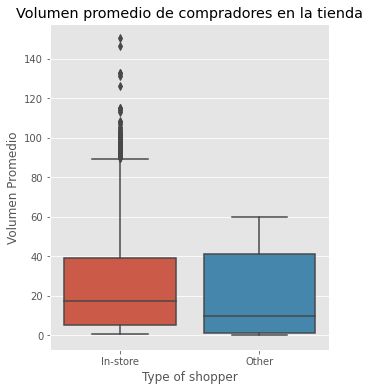 Volumen promedio de compradores en la tienda
Volumen Promedio
140
120
100
80
60
40
20
0
In-store Other
Type of shopper